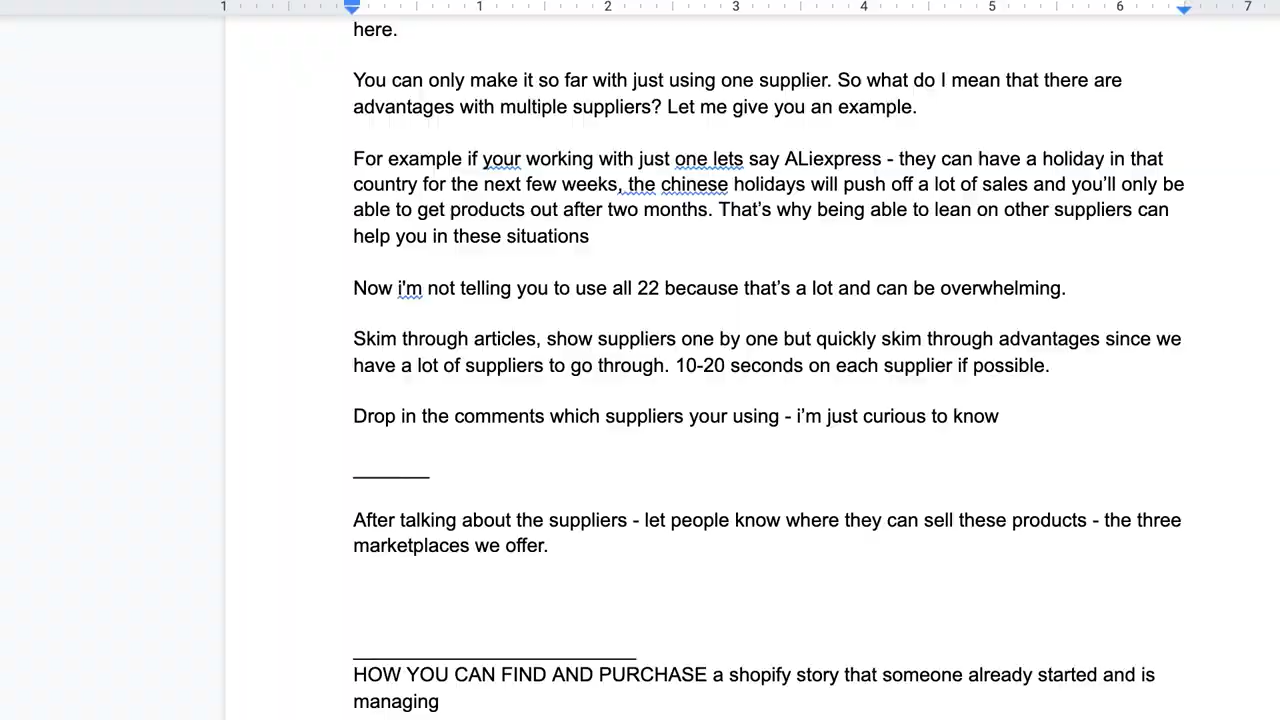 1 1 2 3 4 5 6 7
here.
You can only make it so far with just using one supplier. So what do I mean that there are
advantages with multiple suppliers? Let me give you an example.
For example if your working with just one lets say ALiexpress - they can have a holiday in that
country for the next few weeks, the chinese holidays will push off a lot of sales and you’ll only be
able to get products out after two months. That’s why being able to lean on other suppliers can
help you in these situations
Now i'm not telling you to use all 22 because that’s a lot and can be overwhelming.
Skim through articles, show suppliers one by one but quickly skim through advantages since we
have a lot of suppliers to go through. 10-20 seconds on each supplier if possible.
Drop in the comments which suppliers your using - i’m just curious to know
After talking about the suppliers - let people know where they can sell these products - the three
marketplaces we offer.
HOW YOU CAN FIND AND PURCHASE a shopify story that someone already started and is
managing